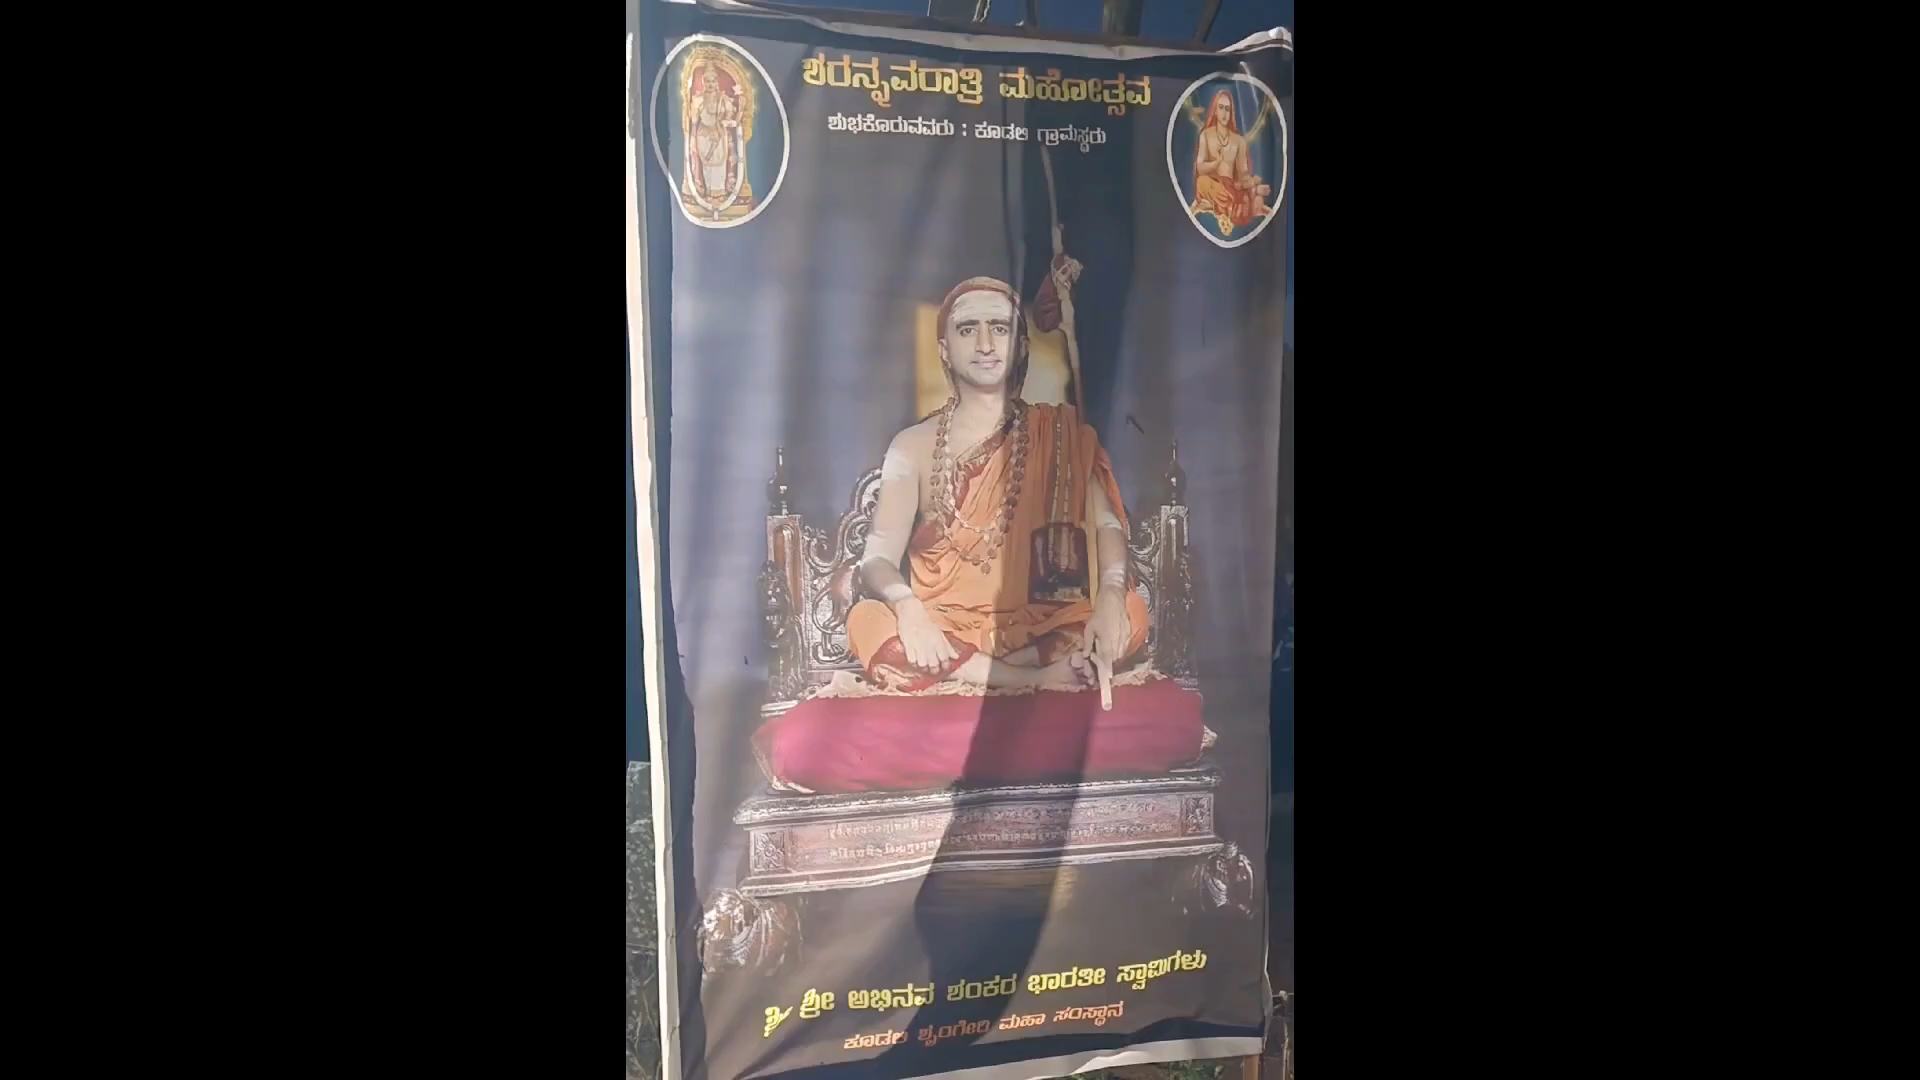 ಶರನ್ನವರಾತ್ರಿ ಮಹೋತ್ಸವ
ಶುಭಕೋರುವವರು : ಕೂಡಲಿ ಗ್ರಾಮಸ್ಥರು
ಶ್ರೀ ಶ್ರೀ ಅಭಿನವ ಶಂಕರ ಭಾರತೀ ಸ್ವಾಮಿಗಳು
ಕೂಡಲಿ ಶೃಂಗೇರಿ ಮಹಾ ಸಂಸ್ಥಾನ